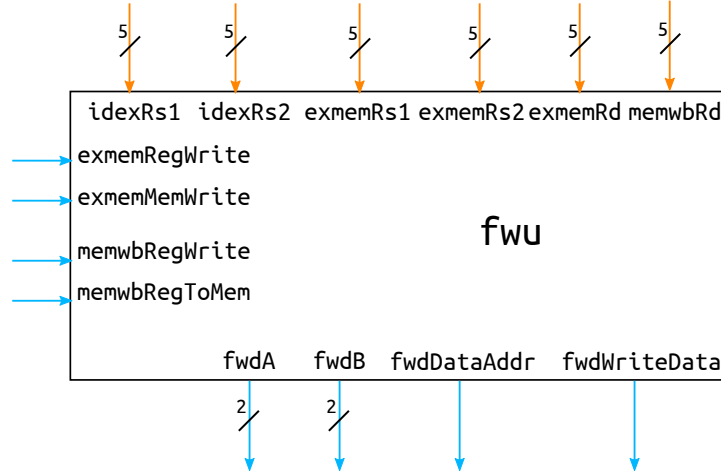 5 5 5 5 5 5
idexRs1 idexRs2 exmemRs1 exmemRs2 exmemRd memwbRd
exmemRegWrite
exmemMemWrite
fwu
memwbRegWrite
memwbRegToMem
fwdA fwdB fwdDataAddr fwdWriteData
2 2